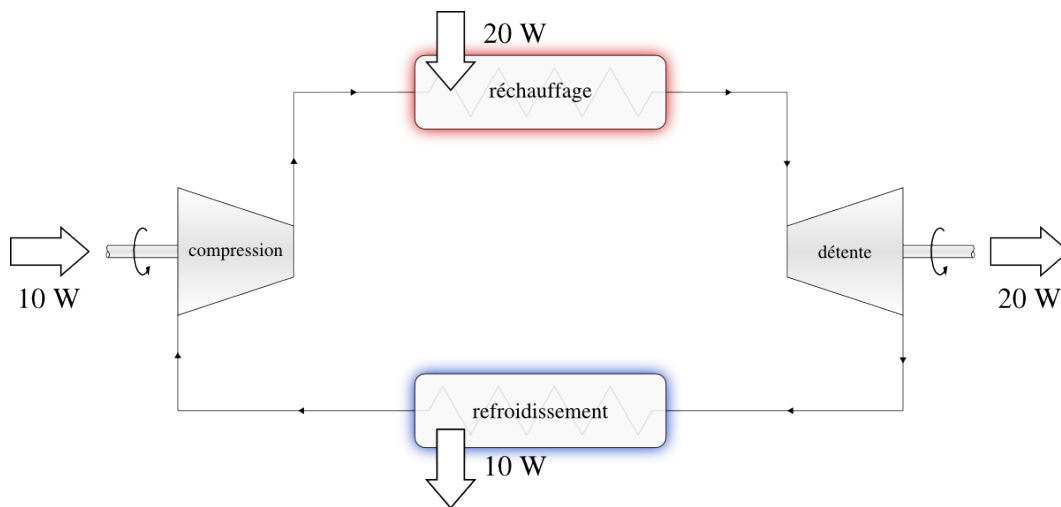 20 W
réchauffage
compression
détente
10 W
20 W
refroidissement
10 W